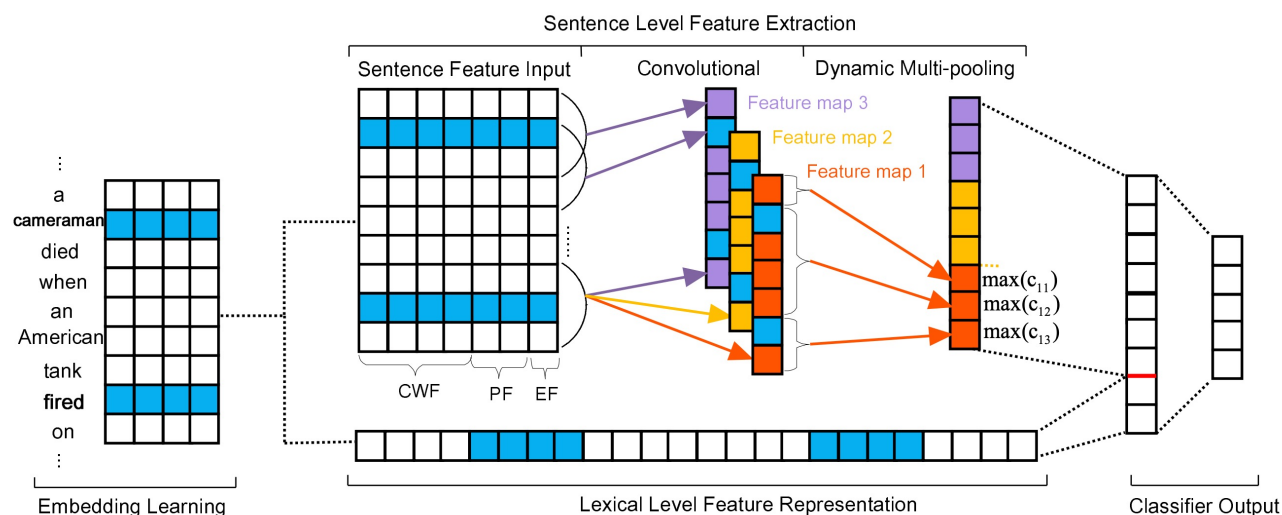 Sentence Level Feature Extraction
Sentence Feature Input
Convolutional
Dynamic Multi-pooling
Feature map 3
Feature map 2
Feature map 1
...
a
cameraman
died
when
an
American
tank
fired
on
...
......
....
max(c11)
max(c12)
max(c13)
CWF
PF
EF
Embedding Learning
Lexical Level Feature Representation
Classifier Output